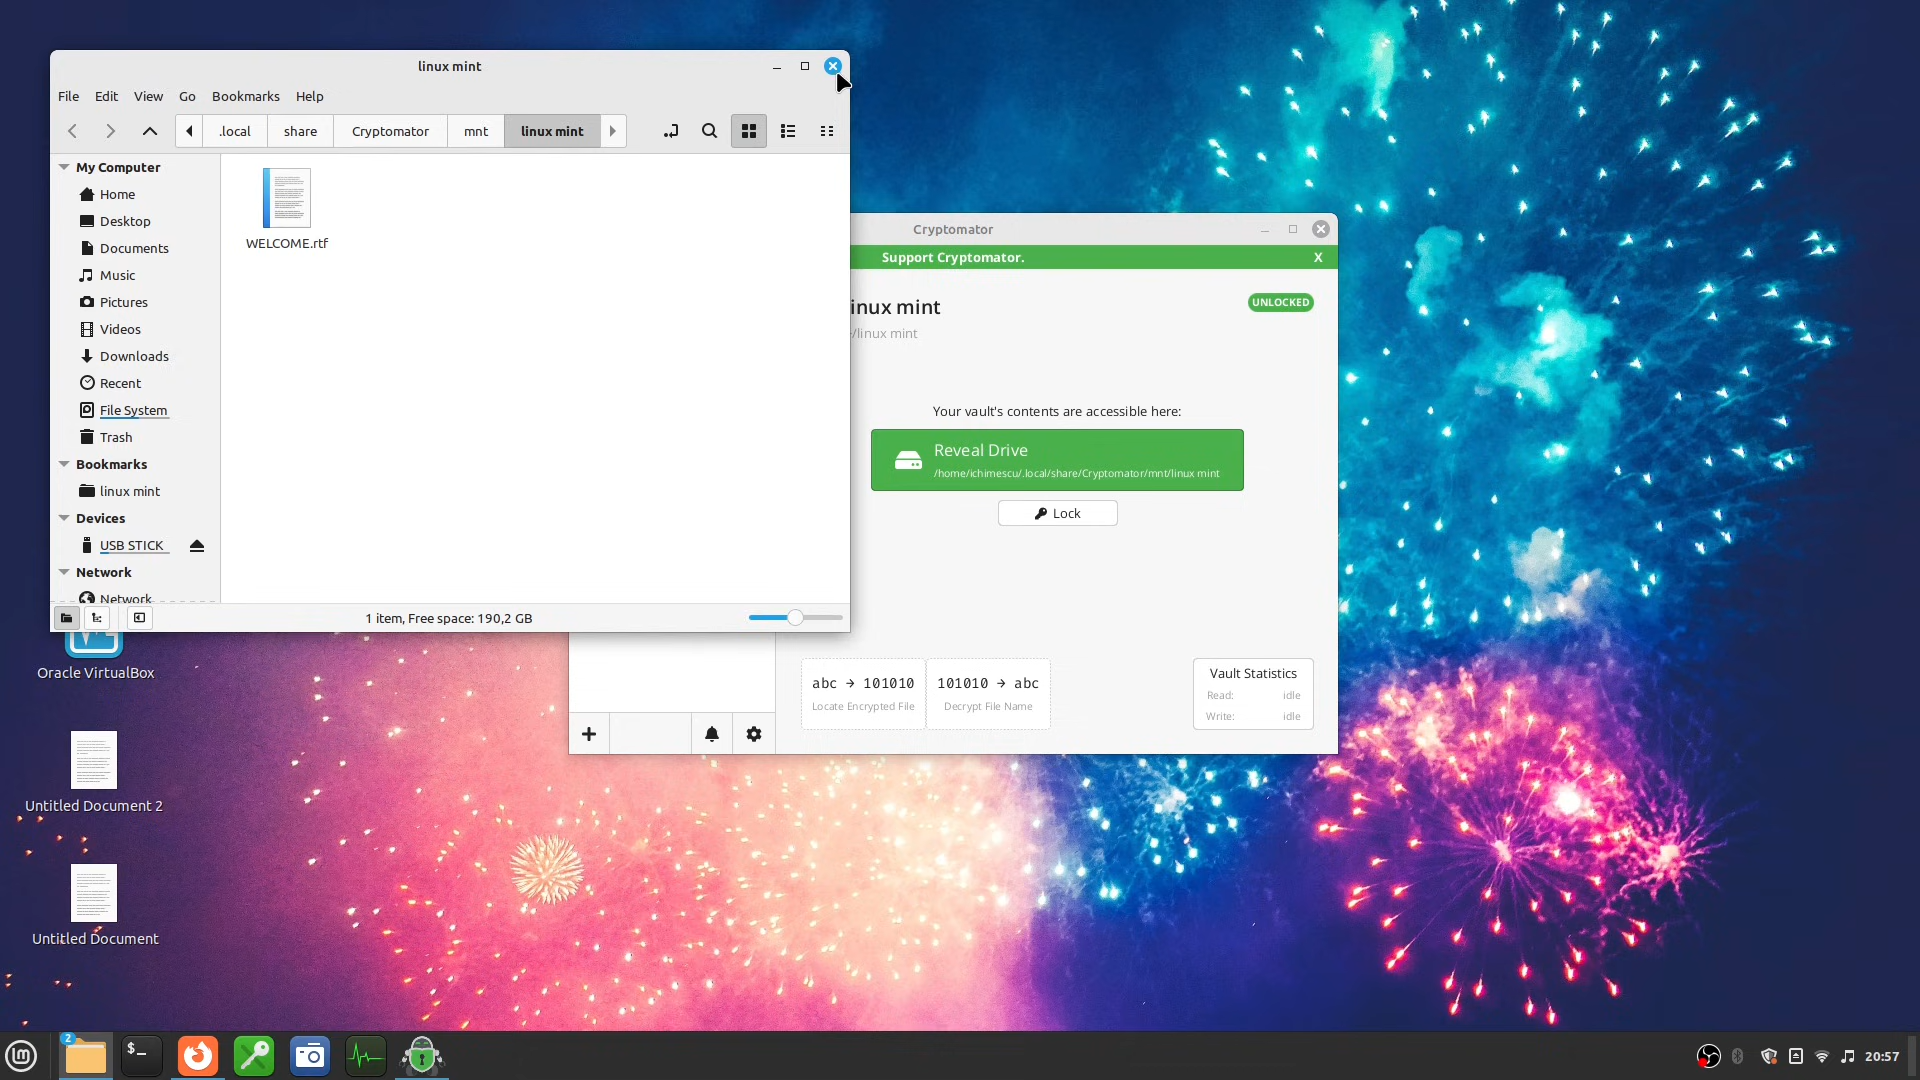 linux mint
File Edit View Go Bookmarks Help
.local share Cryptomator mnt linux mint
My Computer
Home
Desktop
Documents
Music
Pictures
Videos
Downloads
Recent
File System
Trash
Bookmarks
linux mint
Devices
USB STICK
Network
Network
WELCOME.rtf
1 item, Free space: 190,2 GB
Cryptomator
Support Cryptomator. X
inux mint
UNLOCKED
/linux mint
Your vault's contents are accessible here:
Reveal Drive
/home/ichimescu/.local/share/Cryptomator/mnt/linux mint
Lock
abc → 101010
Locate Encrypted File
101010 → abc
Decrypt File Name
Vault Statistics
Read: idle
Write: idle
Oracle VirtualBox
Untitled Document 2
Untitled Document
2
$_
20:57